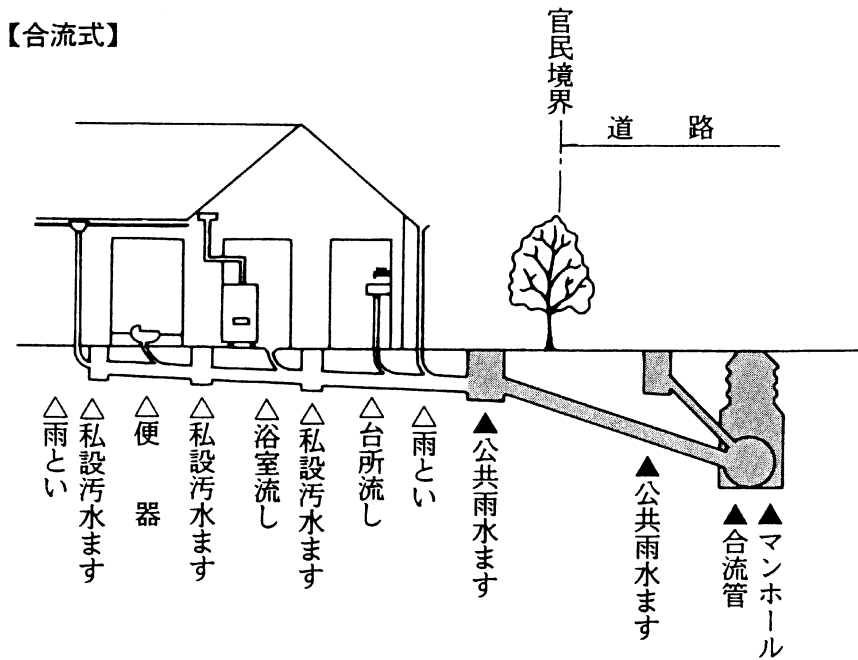 【合流式】
官民境界
道路
△雨とい
△私設汚水ます
△便器
△私設汚水ます
△浴室流し
△私設汚水ます
△台所流し
△雨とい
▲公共雨水ます
▲公共雨水ます
▲合流管
▲マンホール